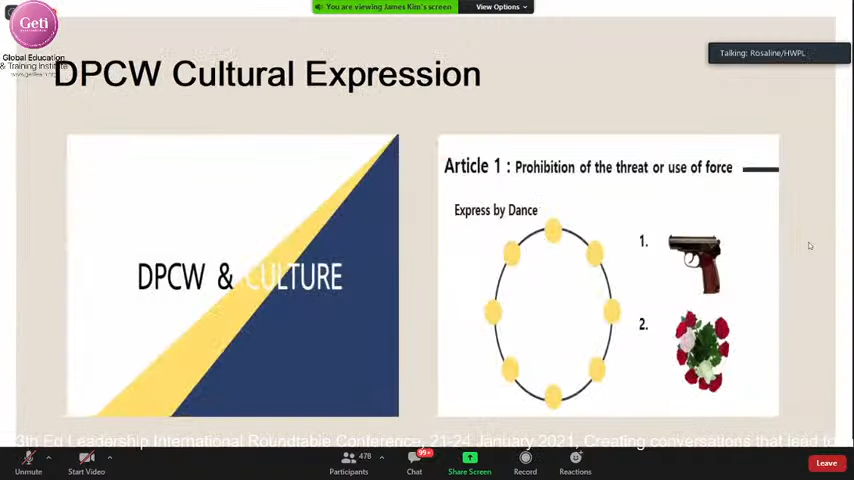 You are viewing James Kim's screen
View Options
Geti
Global Education
& Training Institute
Talking: Rosaline/HWPL
DPCW Cultural Expression
DPCW & CULTURE
Article 1 : Prohibition of the threat or use of force
Express by Dance
1.
2.
3th Ed Leadership International Roundtable Conference, 21-24 January 2021, Creating conversations that lead to
Unmute
Start Video
Participants
478
Chat
99+
Share Screen
Record
Reactions
Leave